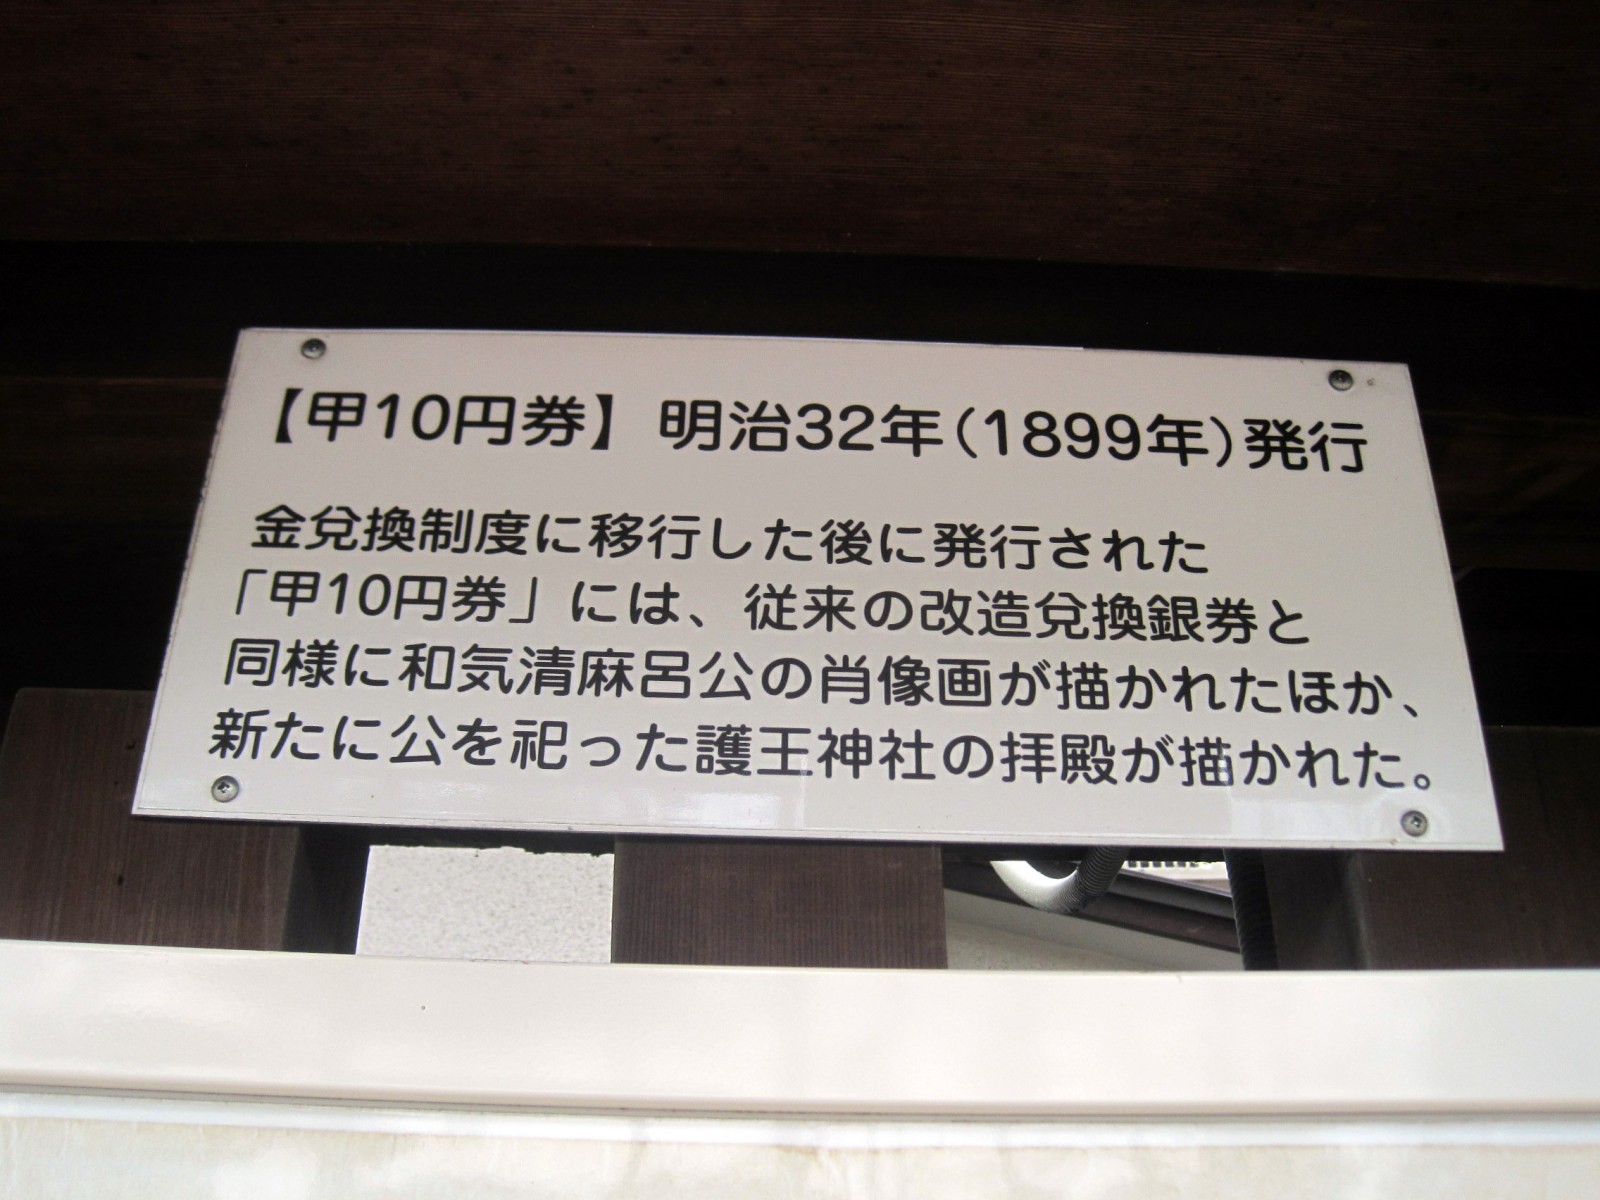 【甲10円券】 明治32年(1899年)発行
金兌換制度に移行した後に発行された
「甲10円券」には、従来の改造兌換銀券と
同様に和気清麻呂公の肖像画が描かれたほか、
新たに公を祀った護王神社の拝殿が描かれた。